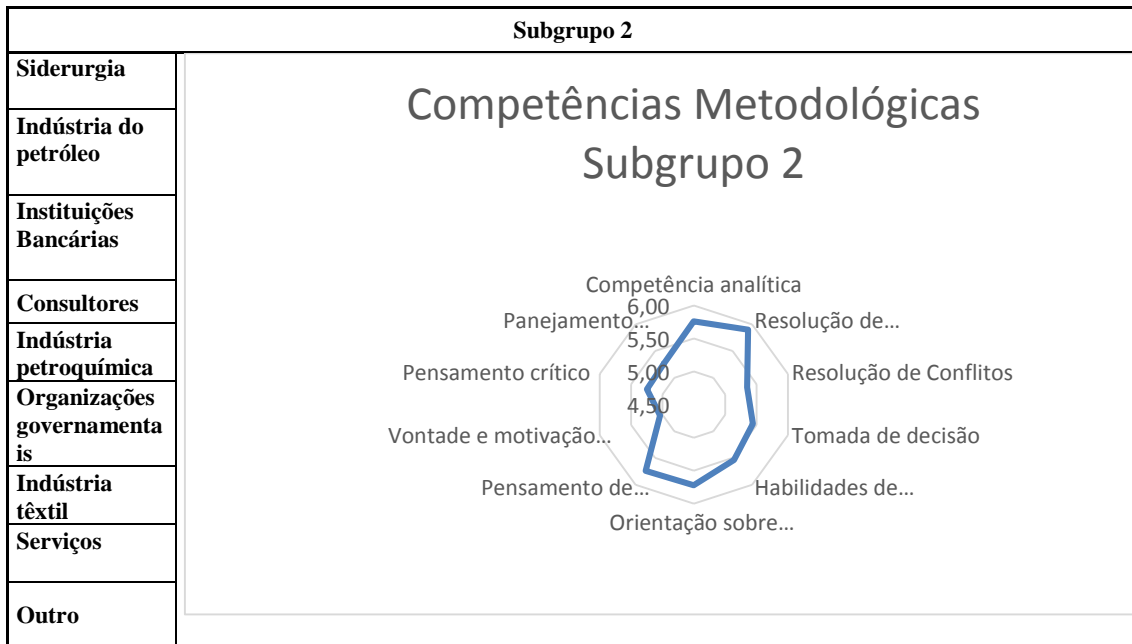 Subgrupo 2
Siderurgia
Indústria do
petróleo
Instituições
Bancárias
Consultores
Indústria
petroquímica
Organizações
governamenta
is
Indústria
têxtil
Serviços
Outro
Competências Metodológicas
Subgrupo 2
Competência analítica
6,00
Panejamento...
Resolução de...
5,50
Pensamento crítico
5,00
Resolução de Conflitos
4,50
Vontade e motivação...
Tomada de decisão
Pensamento de...
Habilidades de...
Orientação sobre...